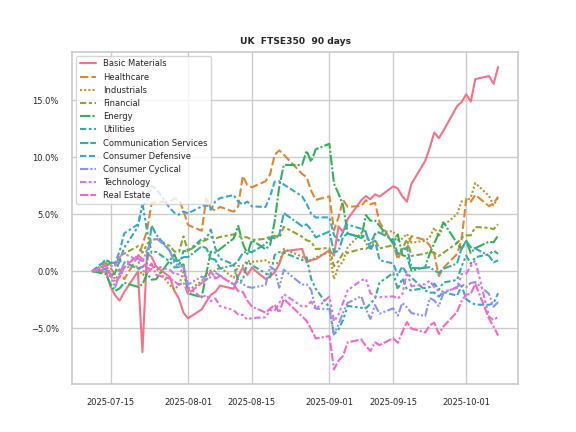 UK FTSE350 90 days
Basic Materials
Healthcare
Industrials
Financial
Energy
Utilities
Communication Services
Consumer Defensive
Consumer Cyclical
Technology
Real Estate
15.0%
10.0%
5.0%
0.0%
−5.0%
2025-07-15
2025-08-01
2025-08-15
2025-09-01
2025-09-15
2025-10-01